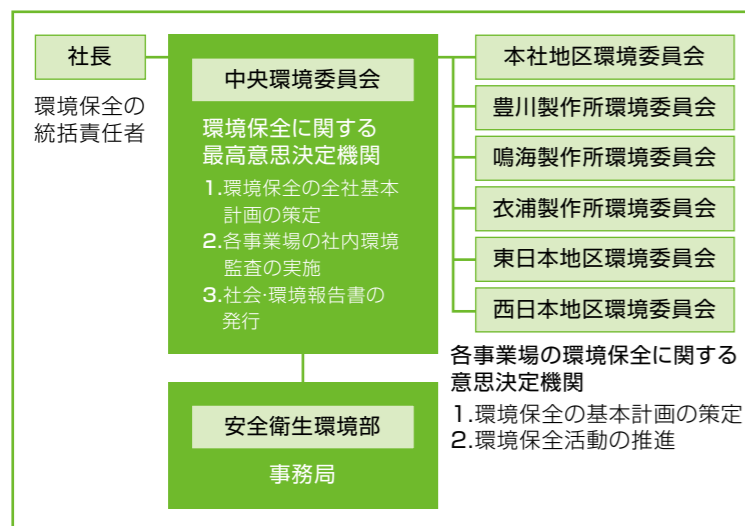 社長
環境保全の
統括責任者
中央環境委員会
環境保全に関する
最高意思決定機関
1.環境保全の全社基本
計画の策定
2.各事業場の社内環境
監査の実施
3.社会·環境報告書の
発行
安全衛生環境部
事務局
本社地区環境委員会
豊川製作所環境委員会
鳴海製作所環境委員会
衣浦製作所環境委員会
東日本地区環境委員会
西日本地区環境委員会
各事業場の環境保全に関する
意思決定機関
1.環境保全の基本計画の策定
2.環境保全活動の推進